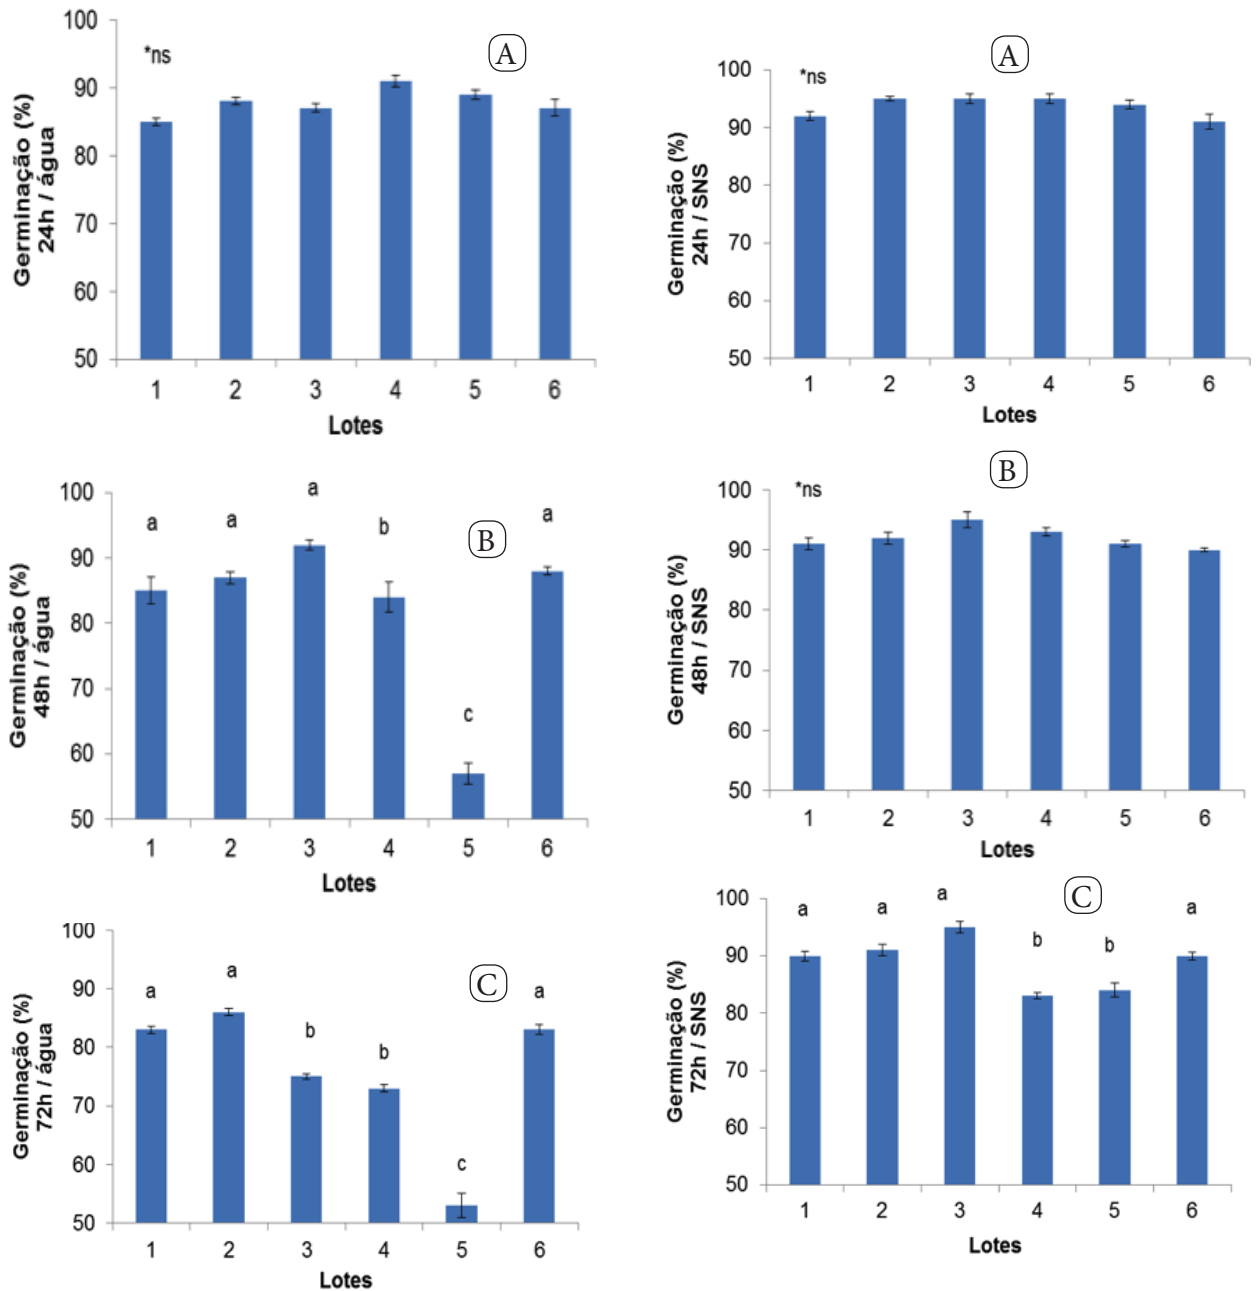 Germinação (%)
24h / água
100
90
80
70
60
50
*ns
A
1 2 3 4 5 6
Lotes
Germinação (%)
24h / SNS
100
90
80
70
60
50
*ns
A
1 2 3 4 5 6
Lotes
Germinação (%)
48h / água
100
90
80
70
60
50
a a a b c a
B
1 2 3 4 5 6
Lotes
Germinação (%)
48h / SNS
100
90
80
70
60
50
*ns
B
1 2 3 4 5 6
Lotes
Germinação (%)
72h / água
100
90
80
70
60
50
a a b b c a
C
1 2 3 4 5 6
Lotes
Germinação (%)
72h / SNS
100
90
80
70
60
50
a a a b b a
C
1 2 3 4 5 6
Lotes